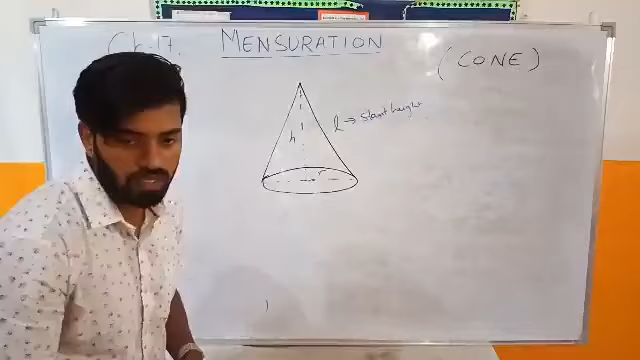 Ch-17.
MENSURATION
(CONE)
l → slant height
h
r